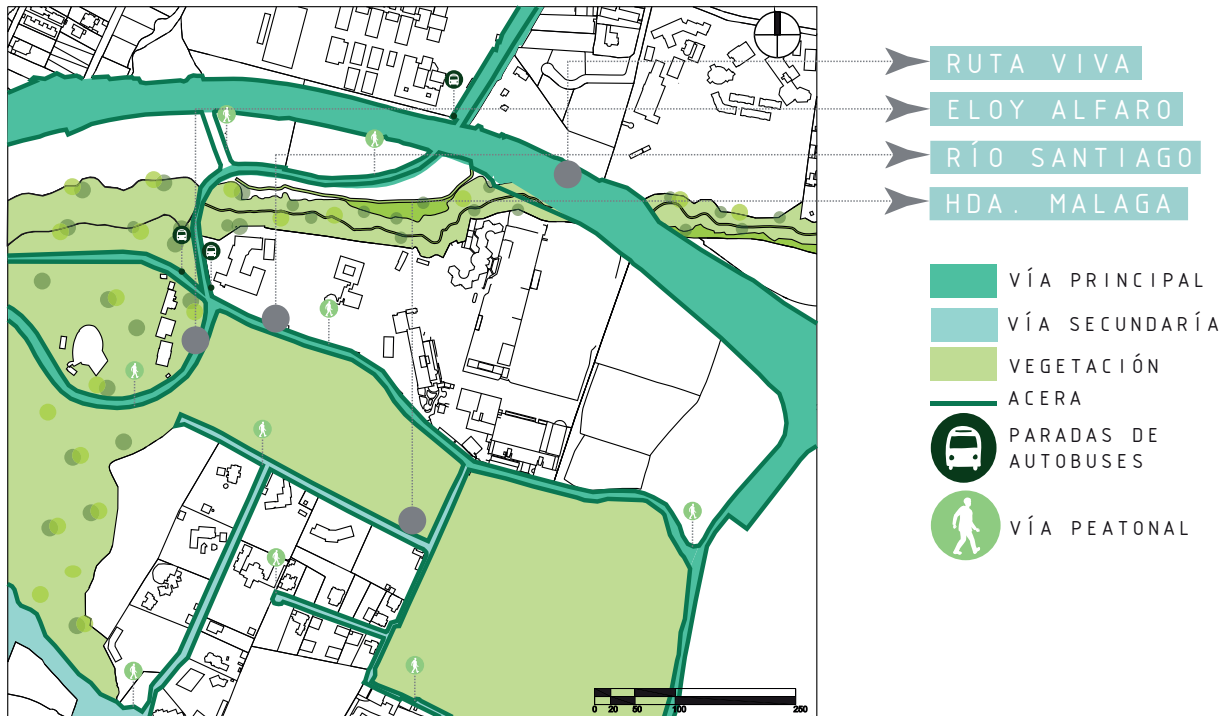 RUTA VIVA
ELOY ALFARO
RÍO SANTIAGO
HDA. MALAGA
VÍA PRINCIPAL
VÍA SECUNDARÍA
VEGETACIÓN
ACERA
PARADAS DE
AUTOBUSES
VÍA PEATONAL
0 20 50 100 250